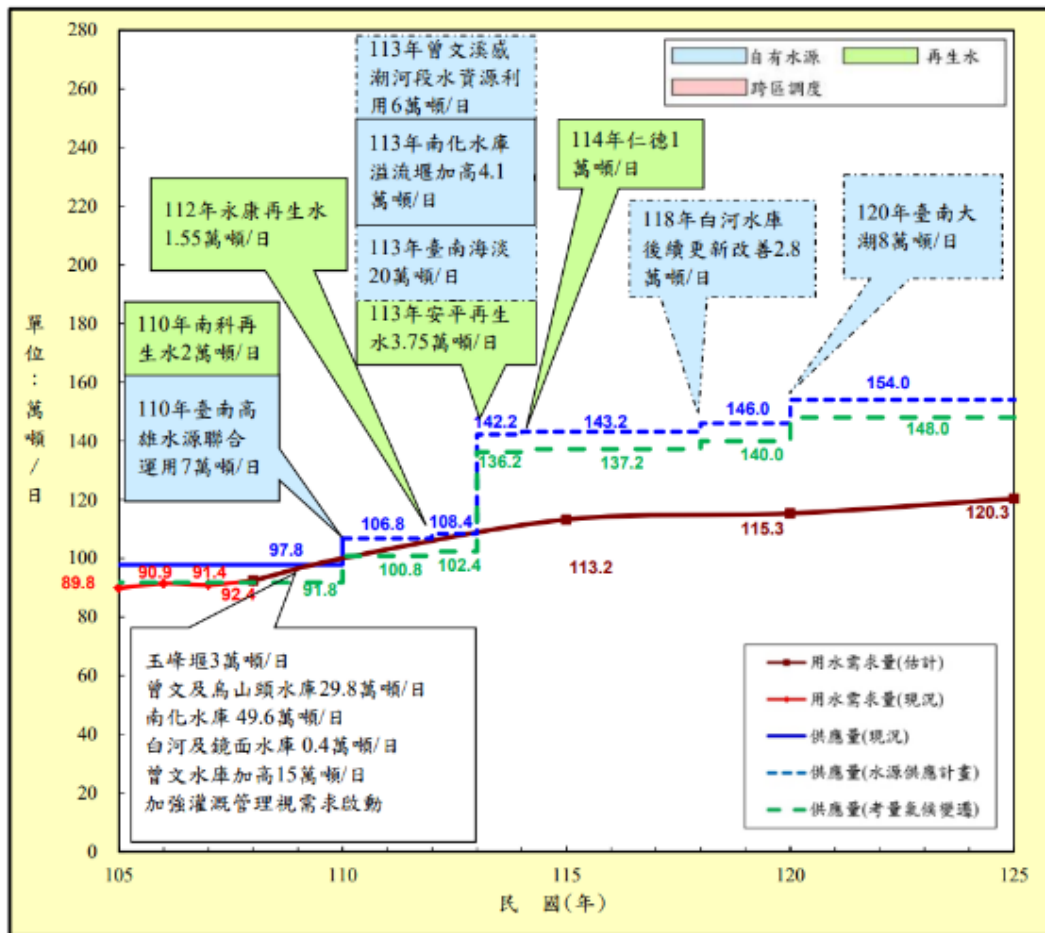 280
260
240
220
200
180
160
140
120
100
80
60
40
20
0
單位：萬噸/日
105
110
115
120
125
民 國(年)
自有水源
再生水
跨區調度
110年南科再
生水2萬噸/日
110年臺南高
雄水源聯合
運用7萬噸/日
112年永康再生水
1.55萬噸/日
113年曾文溪感
潮河段水資源利
用6萬噸/日
113年南化水庫
溢流堰加高4.1
萬噸/日
113年臺南海淡
20萬噸/日
113年安平再生
水3.75萬噸/日
114年仁德1
萬噸/日
118年白河水庫
後續更新改善2.8
萬噸/日
120年臺南大
湖8萬噸/日
89.8
90.9
91.4
92.4
97.8
91.8
106.8
108.4
100.8
102.4
142.2
136.2
143.2
137.2
146.0
140.0
154.0
148.0
113.2
115.3
120.3
玉峰堰3萬噸/日
曾文及烏山頭水庫29.8萬噸/日
南化水庫 49.6萬噸/日
白河及鏡面水庫 0.4萬噸/日
曾文水庫加高15萬噸/日
加強灌溉管理視需求啟動
用水需求量(估計)
用水需求量(現況)
供應量(現況)
供應量(水源供應計畫)
供應量(考量氣候變遷)